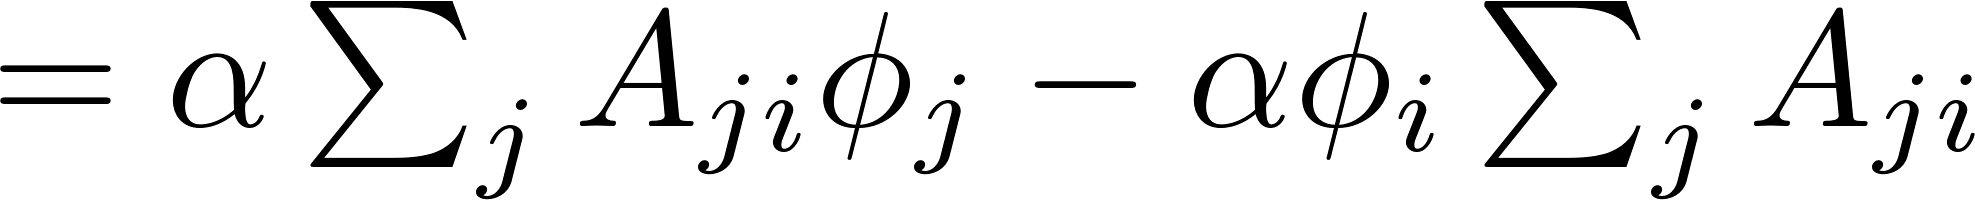 = α ∑_j A_{ji} ϕ_j − α ϕ_i ∑_j A_{ji}